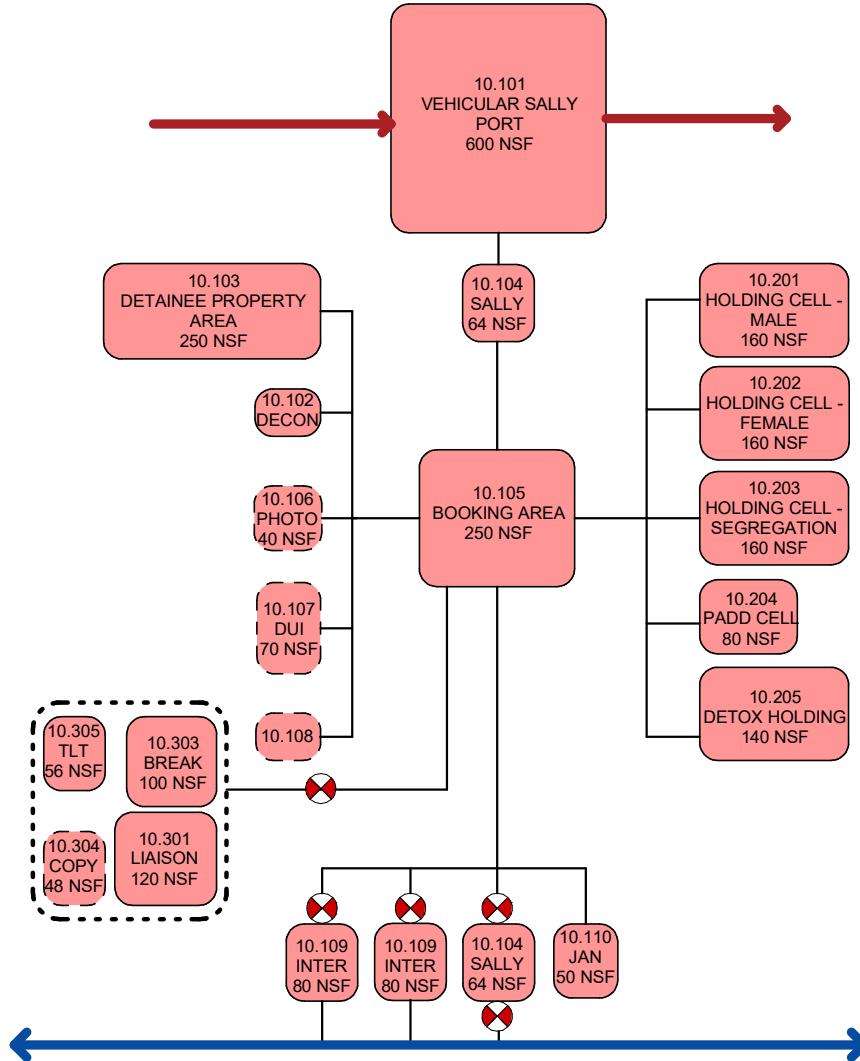 10.101
VEHICULAR SALLY
PORT
600 NSF
10.103
DETAINEE PROPERTY
AREA
250 NSF
10.104
SALLY
64 NSF
10.201
HOLDING CELL -
MALE
160 NSF
10.102
DECON
10.202
HOLDING CELL -
FEMALE
160 NSF
10.106
PHOTO
40 NSF
10.105
BOOKING AREA
250 NSF
10.203
HOLDING CELL -
SEGREGATION
160 NSF
10.107
DUI
70 NSF
10.204
PADD CELL
80 NSF
10.108
10.205
DETOX HOLDING
140 NSF
10.305
TLT
56 NSF
10.303
BREAK
100 NSF
10.304
COPY
48 NSF
10.301
LIAISON
120 NSF
10.109
INTER
80 NSF
10.109
INTER
80 NSF
10.104
SALLY
64 NSF
10.110
JAN
50 NSF